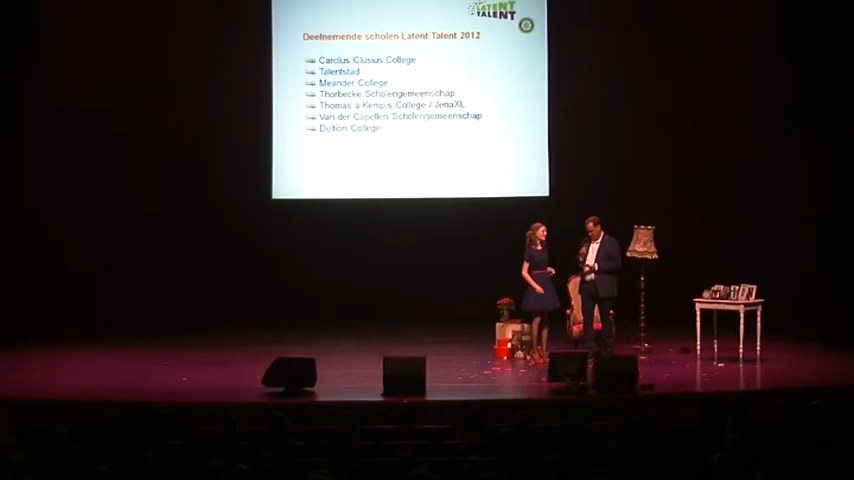 LATENT
TALENT
Deelnemende scholen Latent Talent 2012
Carolus Clusius College
Talentstad
Meander College
Thorbecke Scholengemeenschap
Thomas a Kempis College / JenaXL
Van der Capellen Scholengemeenschap
Deltion College